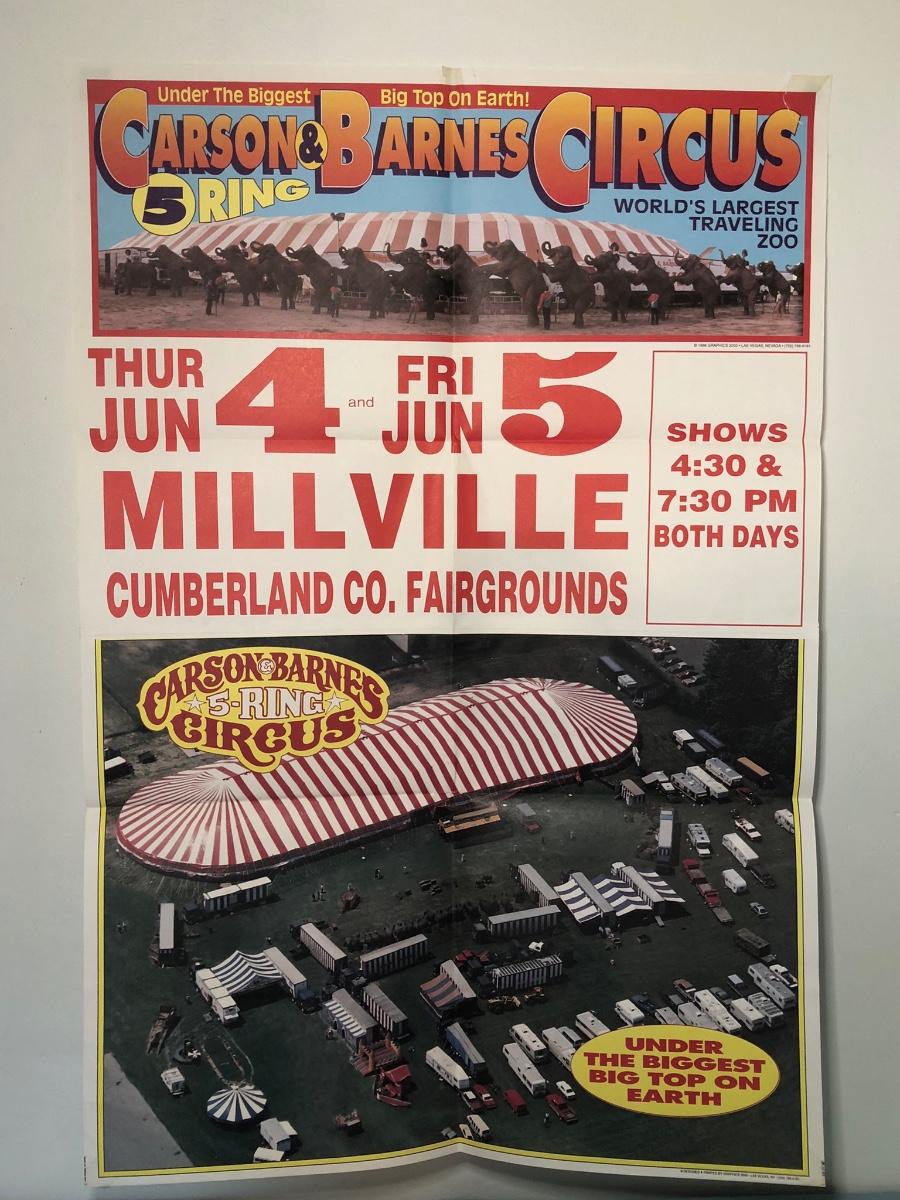 Under The Biggest Big Top On Earth!
CARSON & BARNES CIRCUS
5 RING
WORLD'S LARGEST
TRAVELING
ZOO
THUR JUN 4 and FRI JUN 5
MILLVILLE
CUMBERLAND CO. FAIRGROUNDS
SHOWS
4:30 &
7:30 PM
BOTH DAYS
CARSON & BARNES
5-RING
CIRCUS
UNDER
THE BIGGEST
BIG TOP ON
EARTH